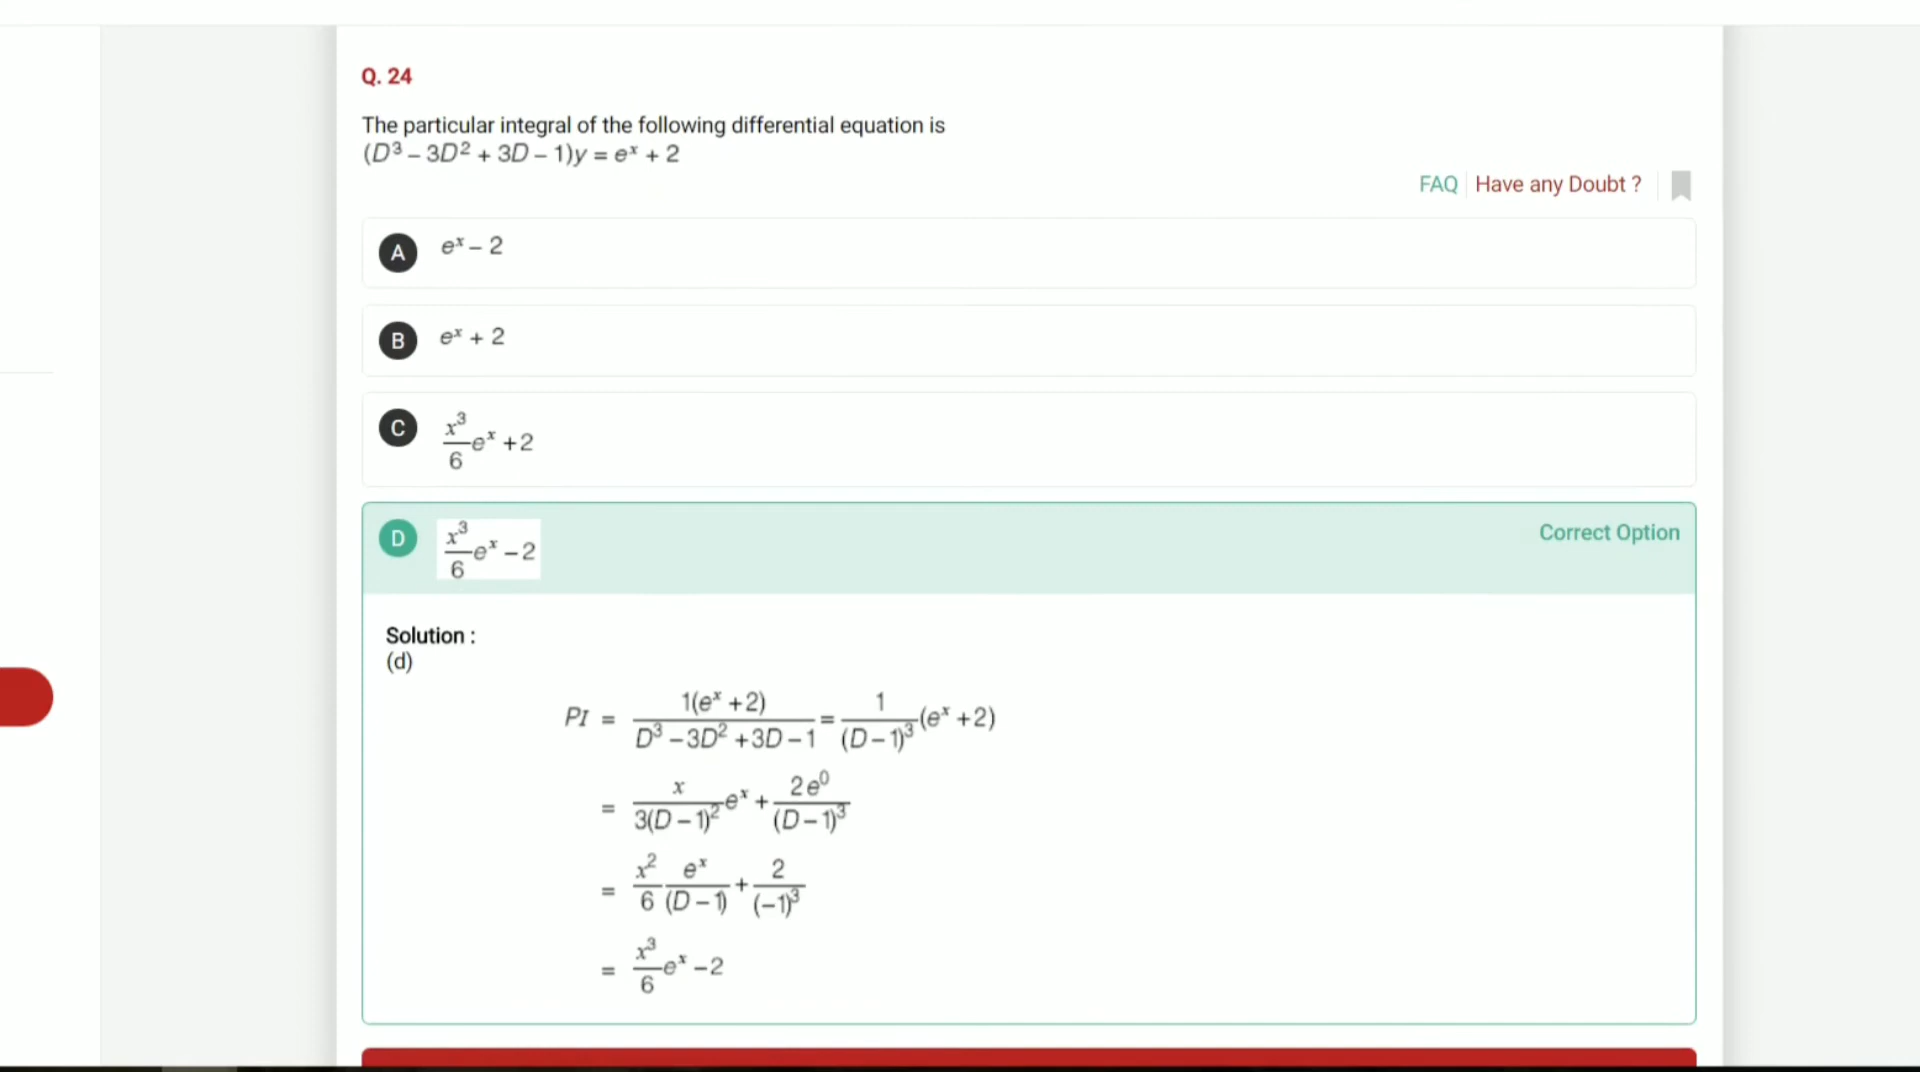 Q. 24
The particular integral of the following differential equation is
(D³ – 3D² + 3D – 1)y = eˣ + 2
FAQ Have any Doubt ?
A eˣ – 2
B eˣ + 2
C x³/6 eˣ +2
D x³/6 eˣ –2 Correct Option
Solution :
(d)
PI = 1(eˣ +2)/(D³ –3D² +3D –1) = 1/(D–1)³ (eˣ +2)
= x/3(D–1)² eˣ + 2e⁰/(D–1)³
= x²/6 eˣ/(D–1) + 2/(–1)³
= x³/6 eˣ –2